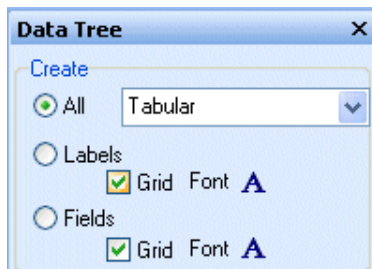 Data Tree
Create
All Tabular
Labels
Grid Font A
Fields
Grid Font A